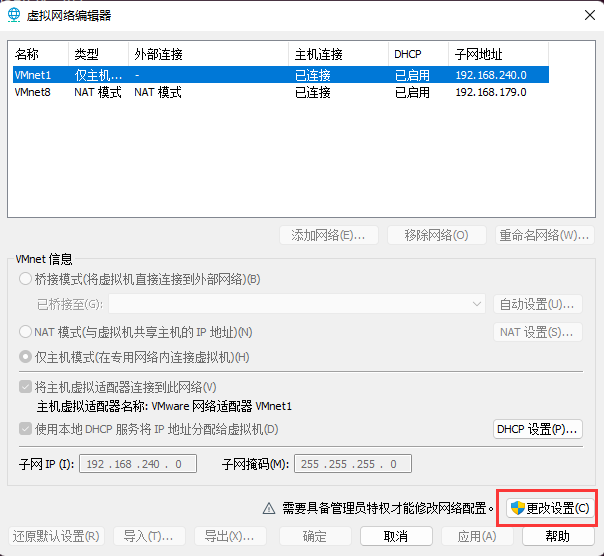 虚拟网络编辑器
名称 类型 外部连接 主机连接 DHCP 子网地址
VMnet1 仅主机... - 已连接 已启用 192.168.240.0
VMnet8 NAT 模式 NAT 模式 已连接 已启用 192.168.179.0
添加网络(E)... 移除网络(O) 重命名网络(W)...
VMnet 信息
桥接模式(将虚拟机直接连接到外部网络)(B)
已桥接至(G): 自动设置(U)...
NAT 模式(与虚拟机共享主机的 IP 地址)(N) NAT 设置(S)...
仅主机模式(在专用网络内连接虚拟机)(H)
将主机虚拟适配器连接到此网络(V)
主机虚拟适配器名称: VMware 网络适配器 VMnet1
使用本地 DHCP 服务将 IP 地址分配给虚拟机(D) DHCP 设置(P)...
子网 IP (I): 192 . 168 . 240 . 0 子网掩码(M): 255 . 255 . 255 . 0
需要具备管理员特权才能修改网络配置。 更改设置(C)
还原默认设置(R) 导入(T)... 导出(X)... 确定 取消 应用(A) 帮助